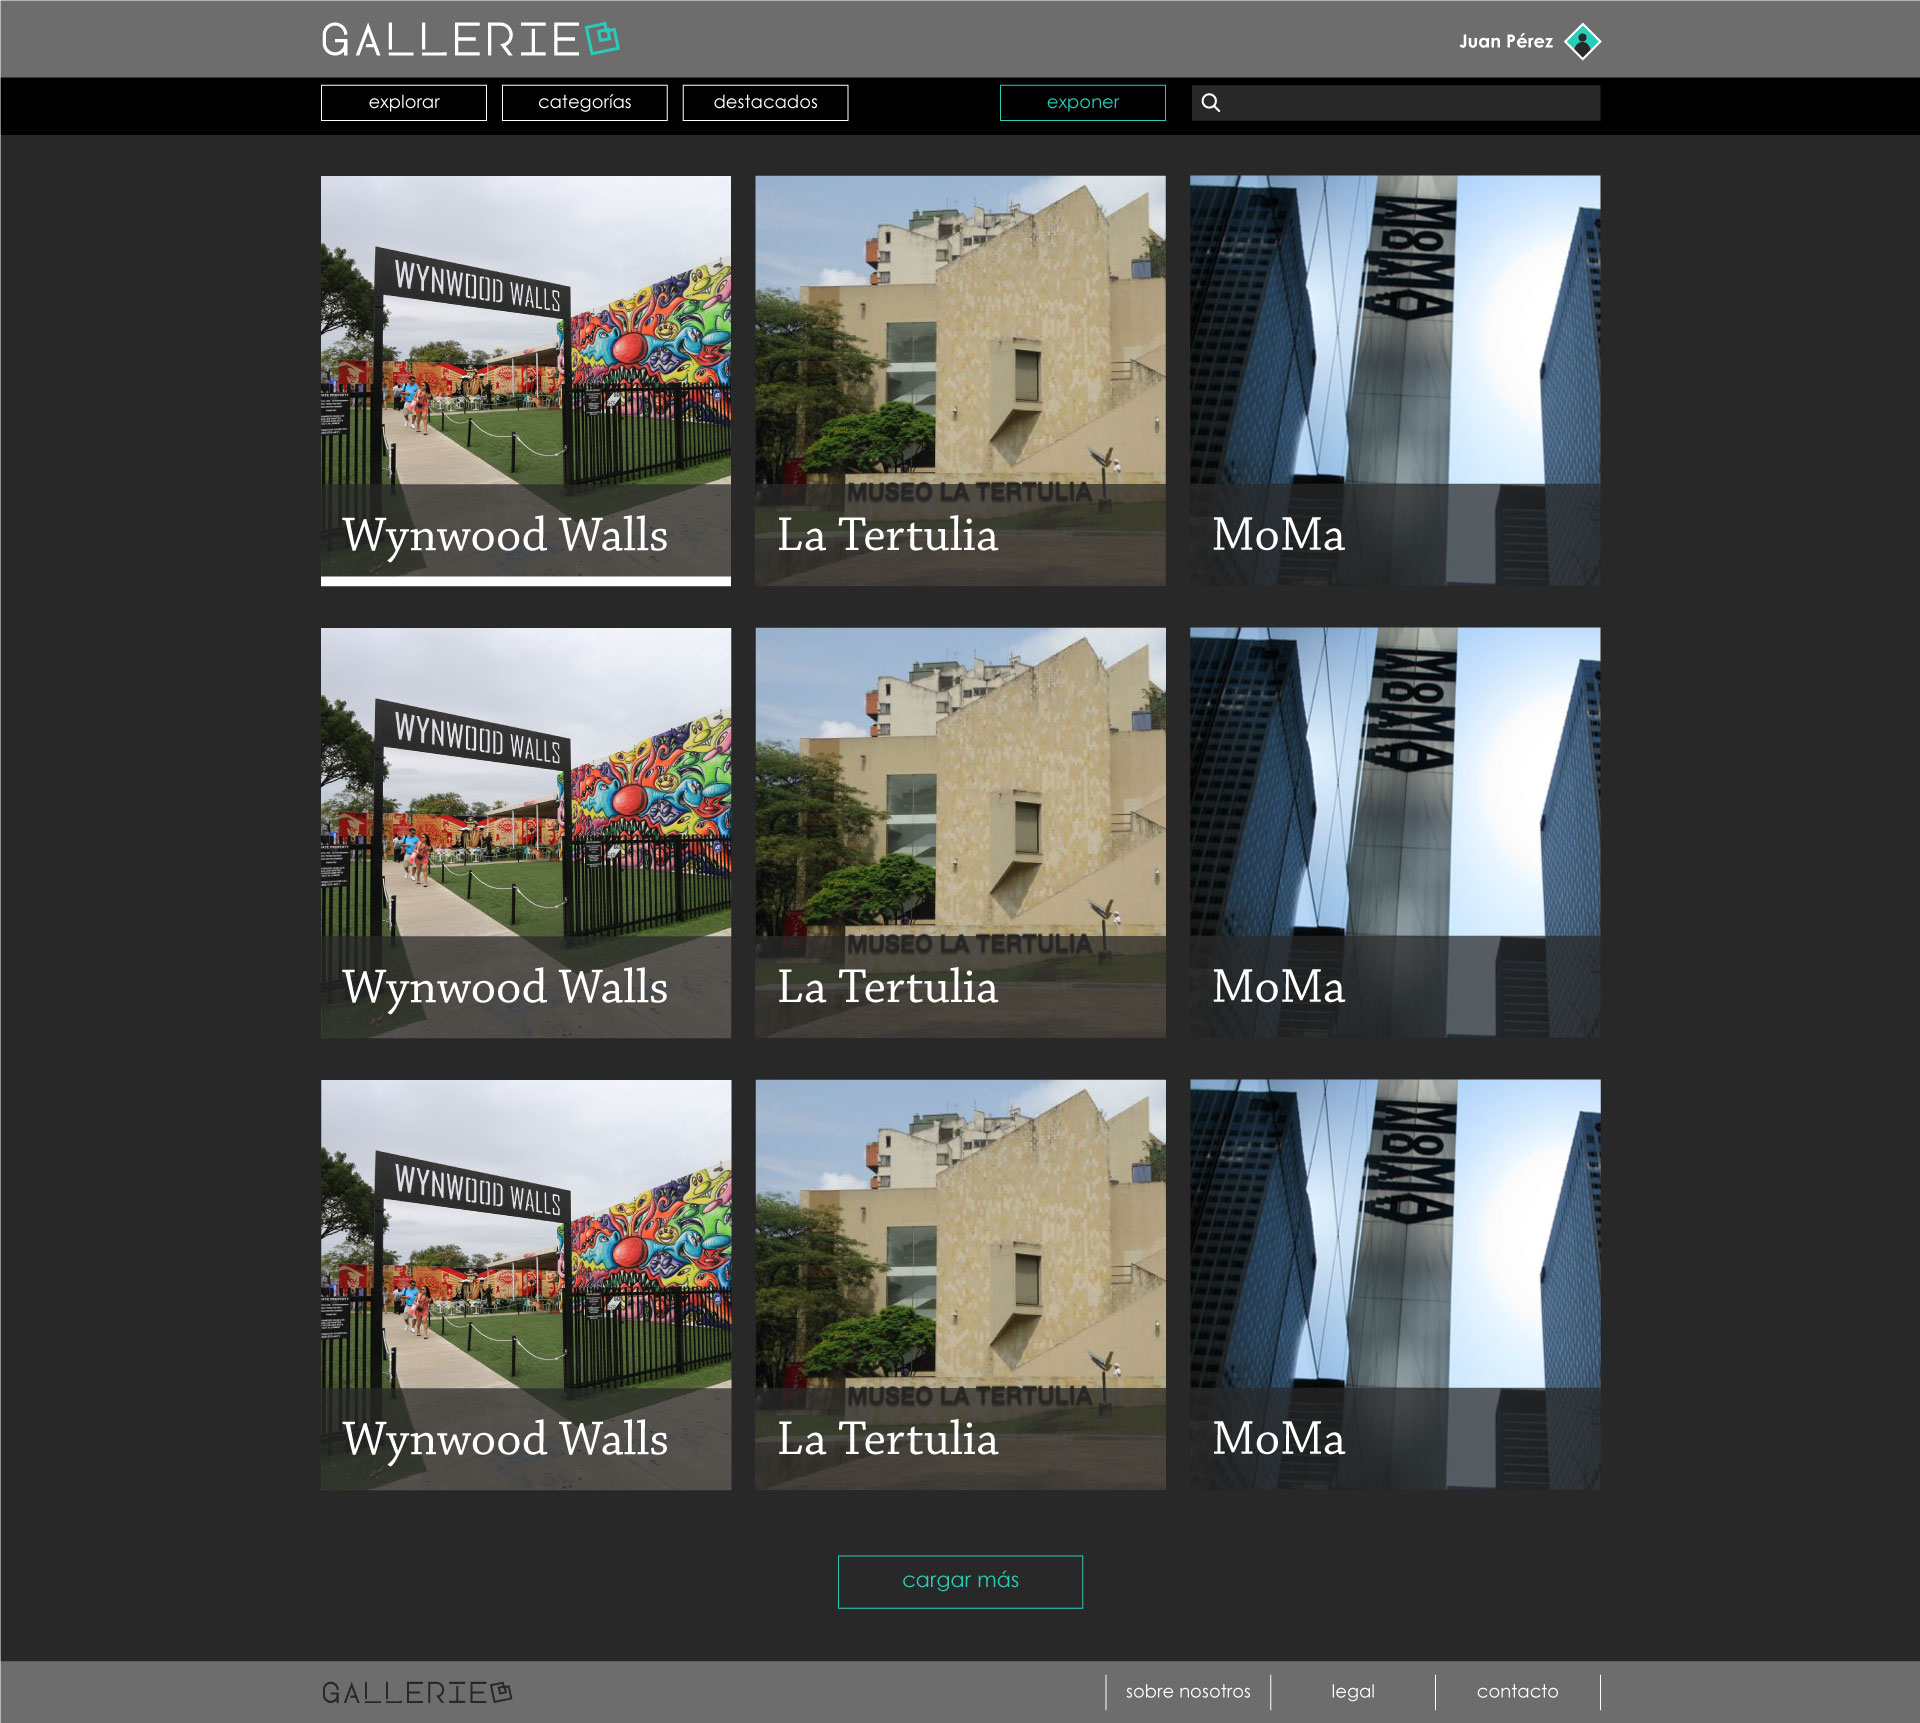 GALLERIE
Juan Pérez
explorar
categorías
destacados
exponer
WYNWOOD WALLS
MUSEO LA TERTULIA
MOMA
Wynwood Walls
La Tertulia
MoMa
WYNWOOD WALLS
MUSEO LA TERTULIA
MOMA
Wynwood Walls
La Tertulia
MoMa
WYNWOOD WALLS
MUSEO LA TERTULIA
MOMA
Wynwood Walls
La Tertulia
MoMa
cargar más
GALLERIE
sobre nosotros
legal
contacto